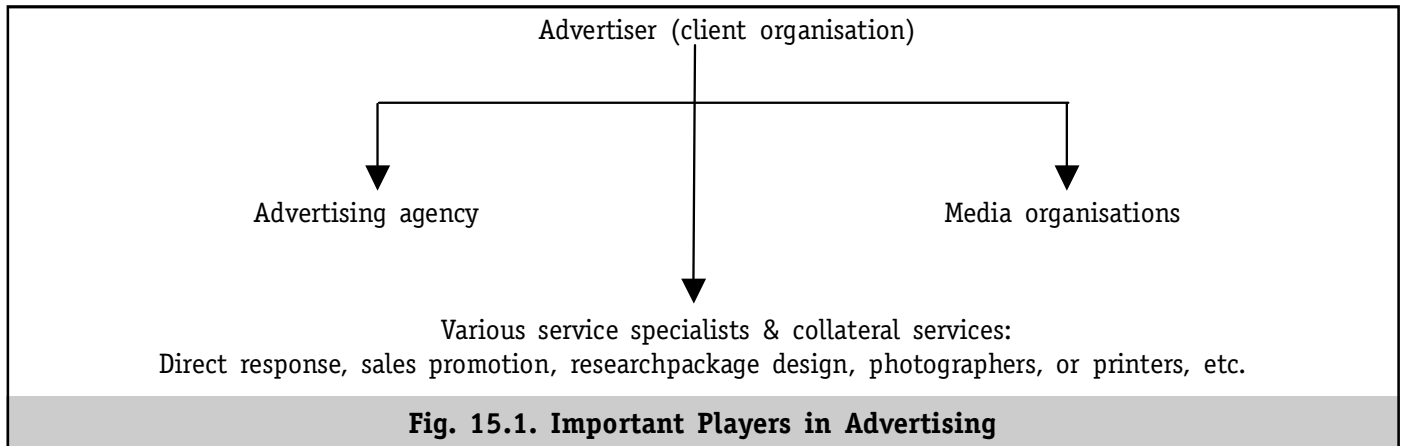 Advertiser (client organisation)
Advertising agency
Media organisations
Various service specialists & collateral services:
Direct response, sales promotion, researchpackage design, photographers, or printers, etc.
Fig. 15.1. Important Players in Advertising